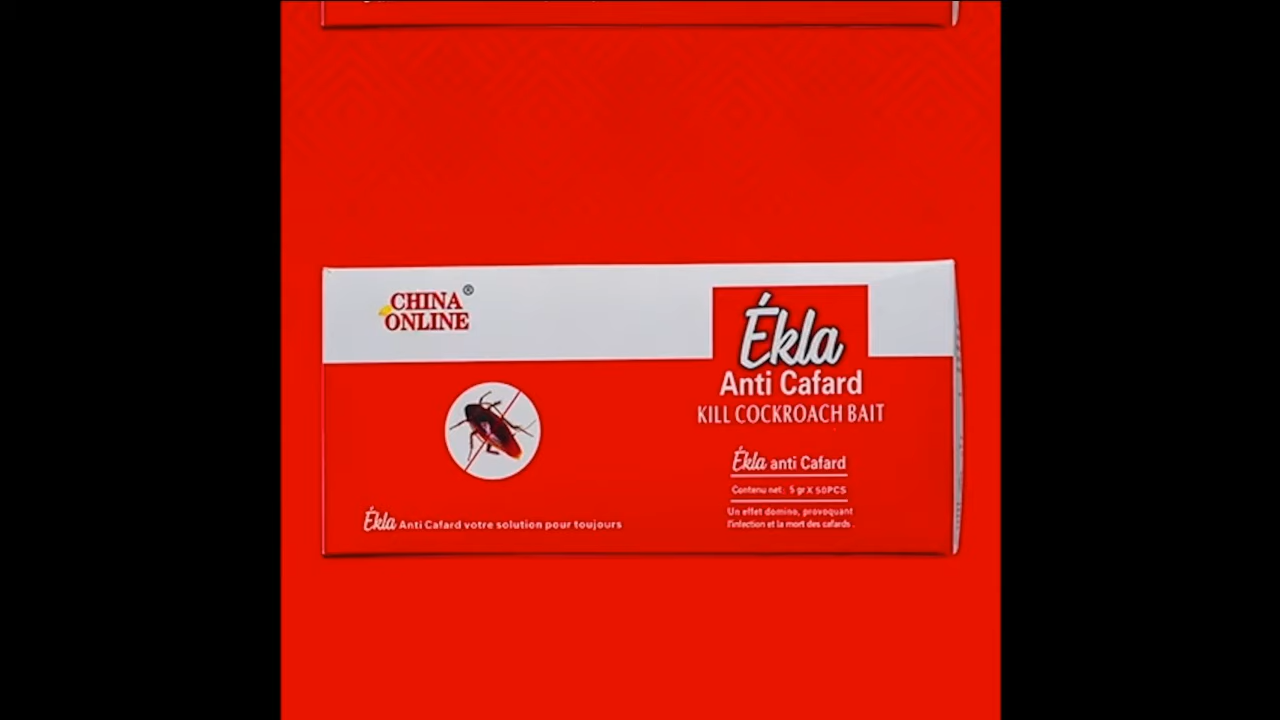 CHINA ®
ONLINE
Ékla
Anti Cafard
KILL COCKROACH BAIT
Ékla anti Cafard
Contenu net: 5 gr X 50PCS
Un effet domino, provoquant
l'infection et la mort des cafards .
Ékla Anti Cafard votre solution pour toujours